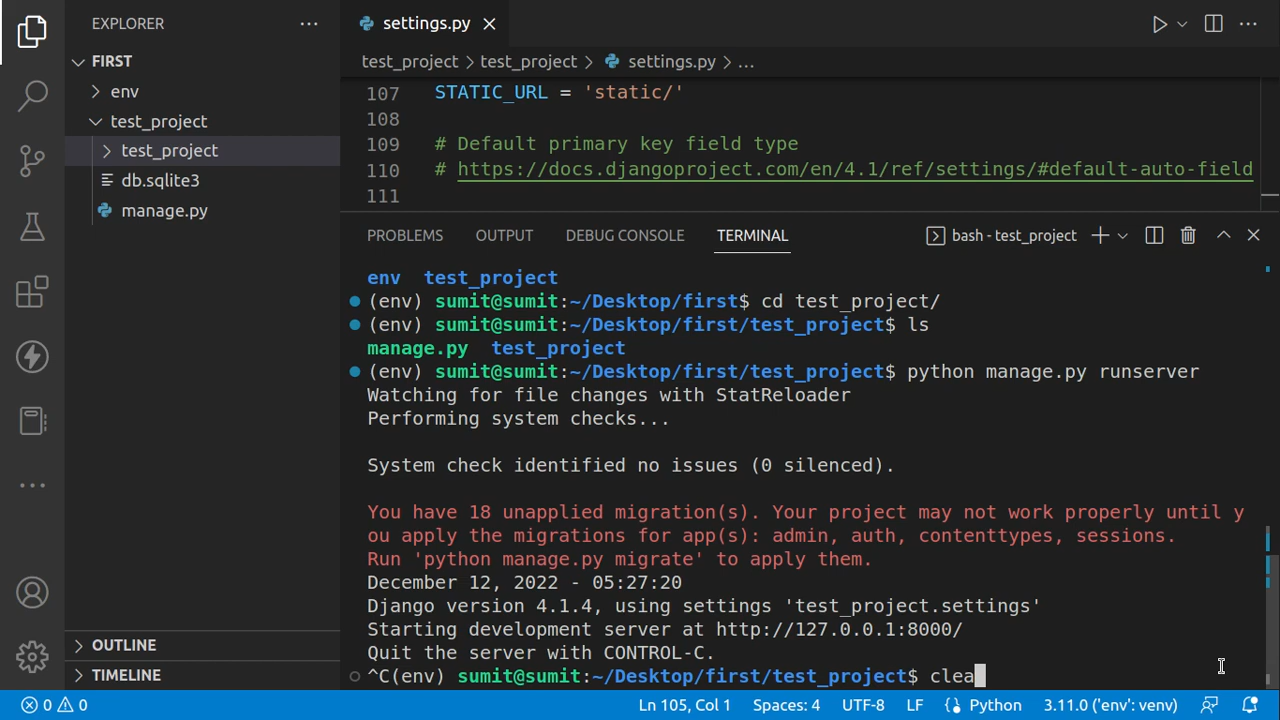 EXPLORER
FIRST
env
test_project
test_project
db.sqlite3
manage.py
OUTLINE
TIMELINE
settings.py
test_project > test_project > settings.py > ...
107 STATIC_URL = 'static/'
108
109 # Default primary key field type
110 # https://docs.djangoproject.com/en/4.1/ref/settings/#default-auto-field
111
PROBLEMS OUTPUT DEBUG CONSOLE TERMINAL bash - test_project
env test_project
(env) sumit@sumit:~/Desktop/first$ cd test_project/
(env) sumit@sumit:~/Desktop/first/test_project$ ls
manage.py test_project
(env) sumit@sumit:~/Desktop/first/test_project$ python manage.py runserver
Watching for file changes with StatReloader
Performing system checks...
System check identified no issues (0 silenced).
You have 18 unapplied migration(s). Your project may not work properly until y
ou apply the migrations for app(s): admin, auth, contenttypes, sessions.
Run 'python manage.py migrate' to apply them.
December 12, 2022 - 05:27:20
Django version 4.1.4, using settings 'test_project.settings'
Starting development server at http://127.0.0.1:8000/
Quit the server with CONTROL-C.
^C(env) sumit@sumit:~/Desktop/first/test_project$ clea
0 0 Ln 105, Col 1 Spaces: 4 UTF-8 LF Python 3.11.0 ('env': venv)